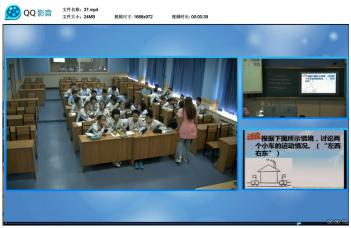 QQ影音
文件名称：37.mp4
文件大小：24MB
视频尺寸：1688x972
视频时长：00:00:39
根据下图所示情境，讨论两
个小车的运动情况。（“左西
右东”）